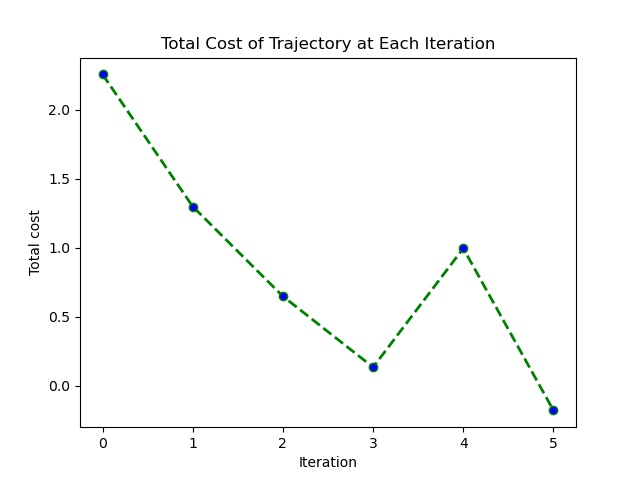 Total Cost of Trajectory at Each Iteration
2.0
1.5
1.0
0.5
0.0
Total cost
0 1 2 3 4 5
Iteration